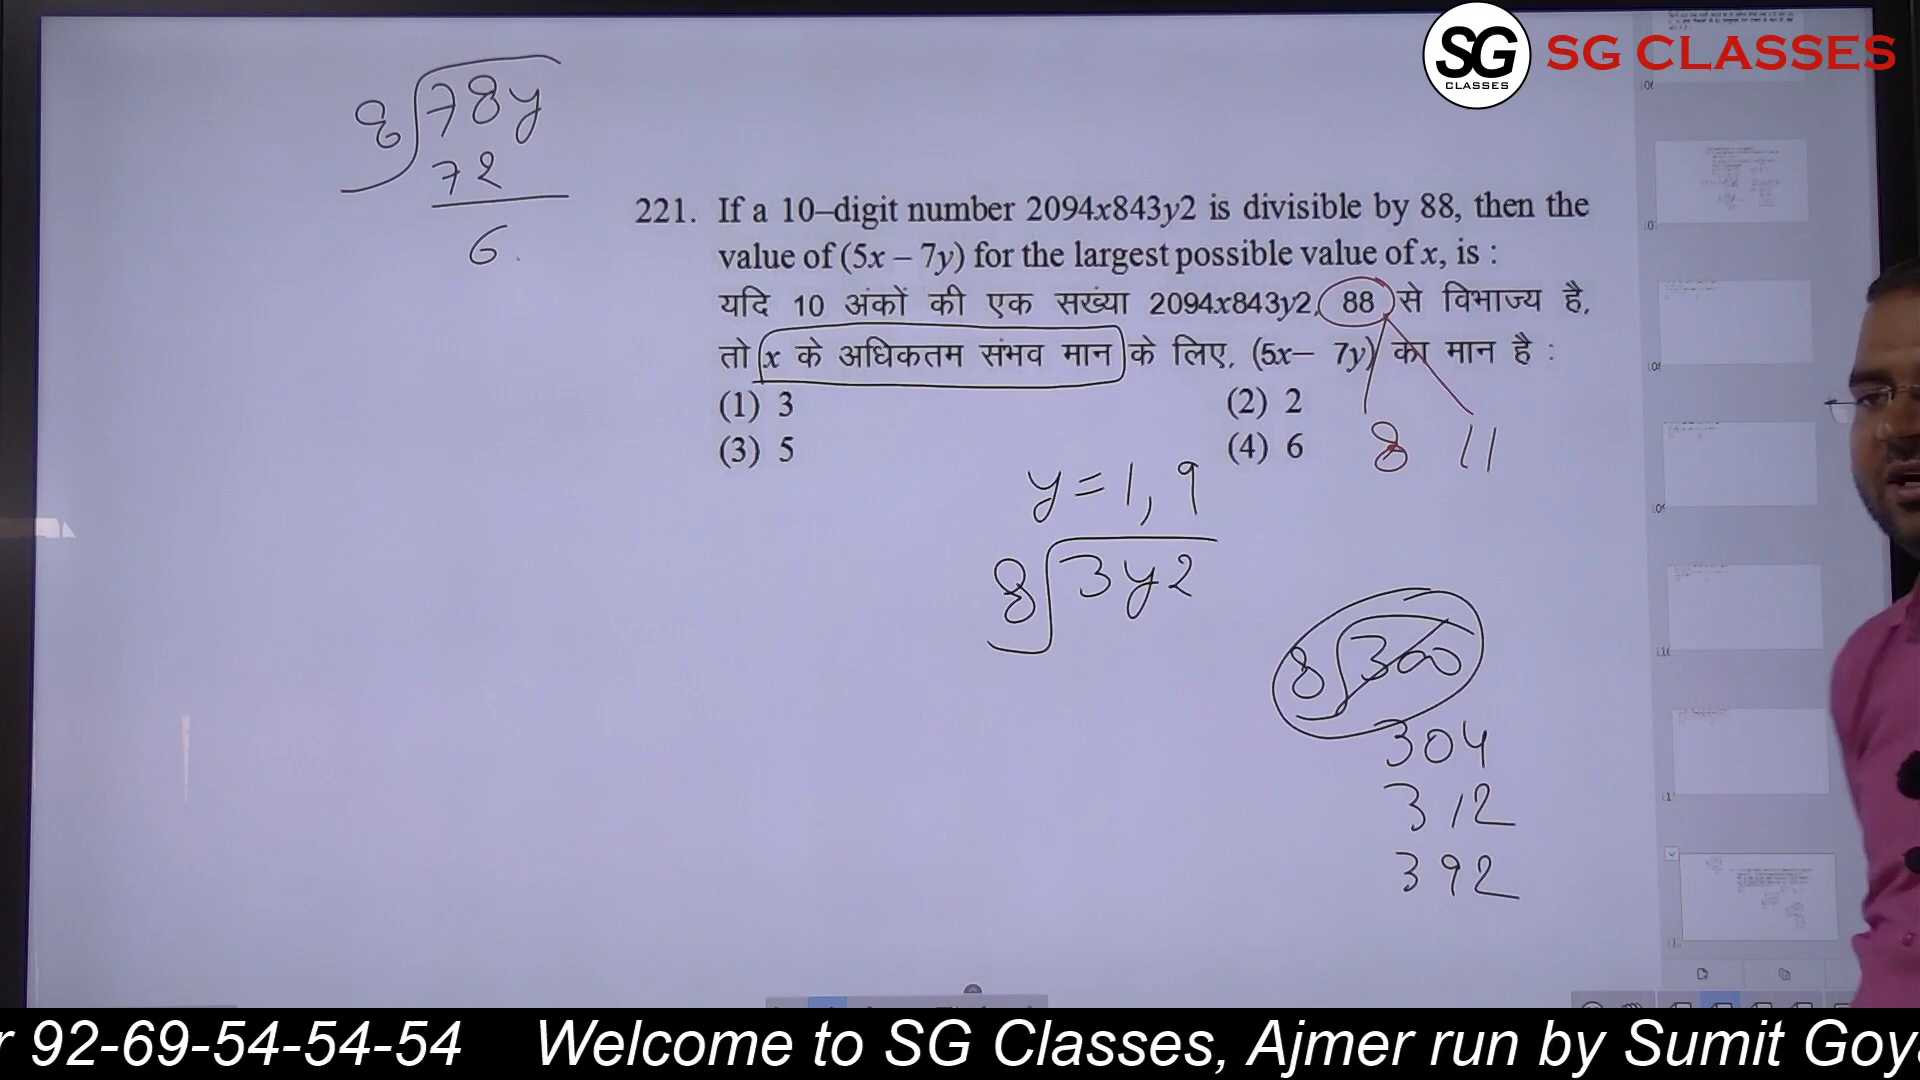 SG CLASSES
SG
CLASSES
8 78y
72
6
221. If a 10–digit number 2094x843y2 is divisible by 88, then the
value of (5x – 7y) for the largest possible value of x, is :
यदि 10 अंकों की एक सख्या 2094x843y2, 88 से विभाज्य है,
तो x के अधिकतम संभव मान के लिए, (5x– 7y) का मान है :
(1) 3 (2) 2
(3) 5 (4) 6
8 11
y = 1, 9
8 3y2
8 300
304
312
392
92-69-54-54-54 Welcome to SG Classes, Ajmer run by Sumit